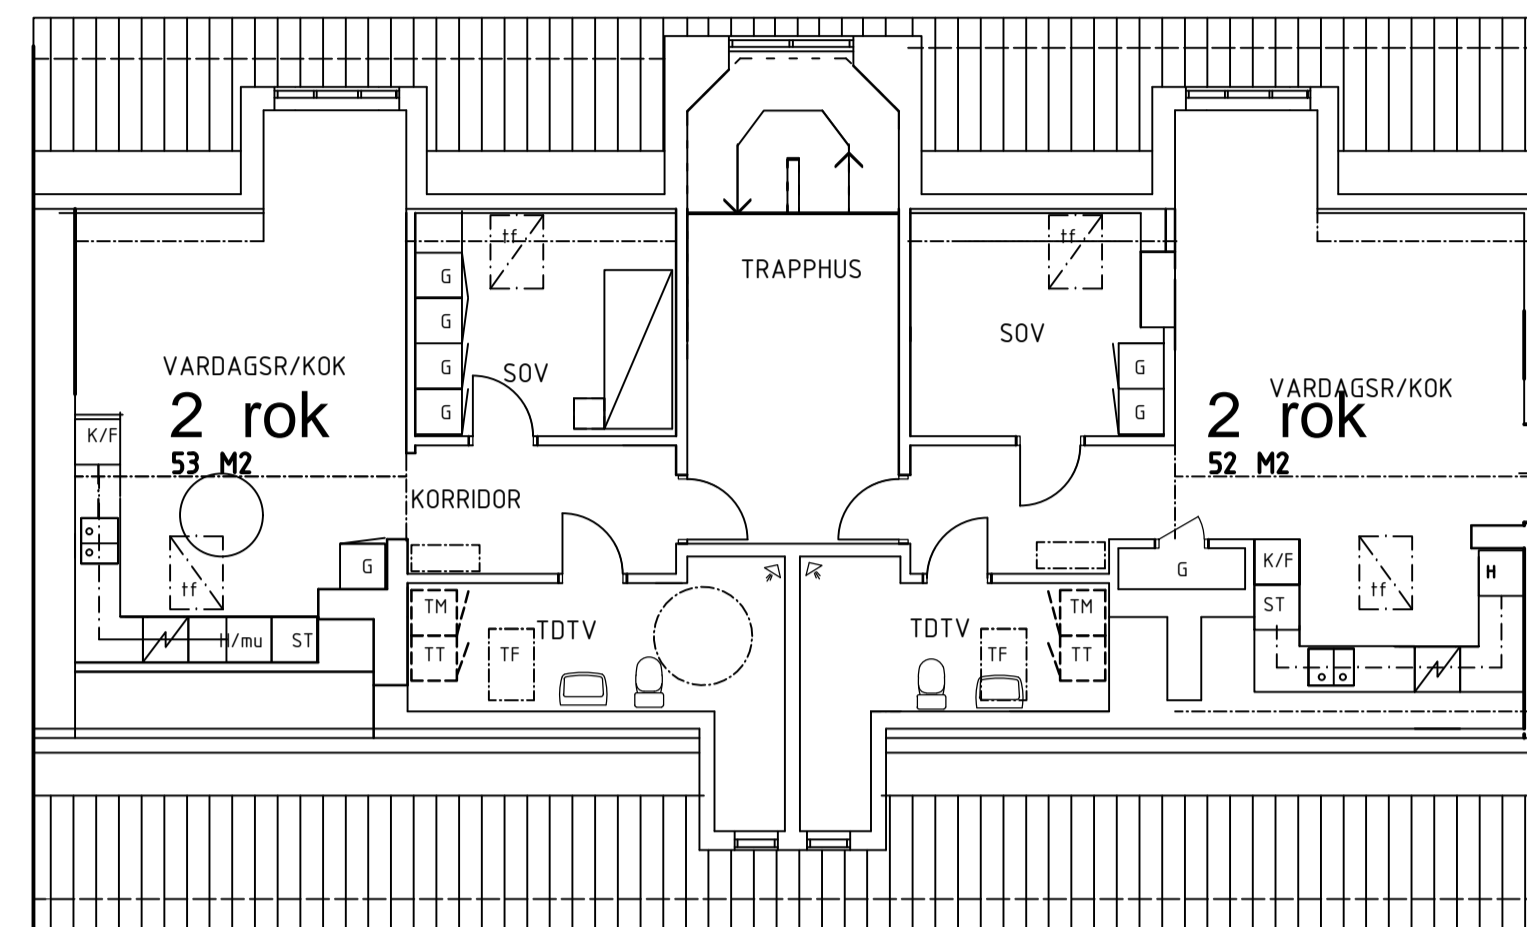 tf
tf
G
TRAPPHUS
G
SOV
VARDAGSR/KOK
SOV
G
G
VARDAGSR/KOK
2 rok
G
G
2 rok
K/F
53 M2
52 M2
KORRIDOR
G
G
K/F
H
tf
tf
TM
TM
ST
H/mu
ST
TDTV
TDTV
TT
TF
TF
TT